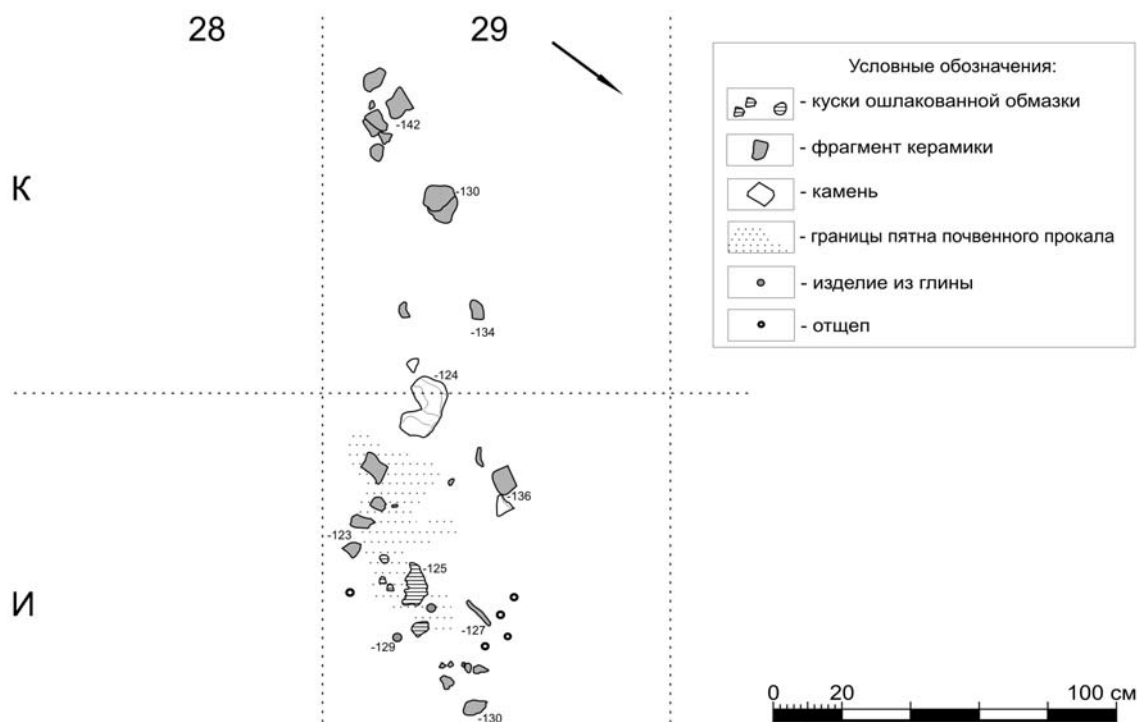 28
29
К
И
-142
-130
-134
-124
-136
-123
-125
-127
-129
-130
Условные обозначения:
- куски ошлакованной обмазки
- фрагмент керамики
- камень
- границы пятна почвенного прокала
- изделие из глины
- отщеп
0 20 100 см